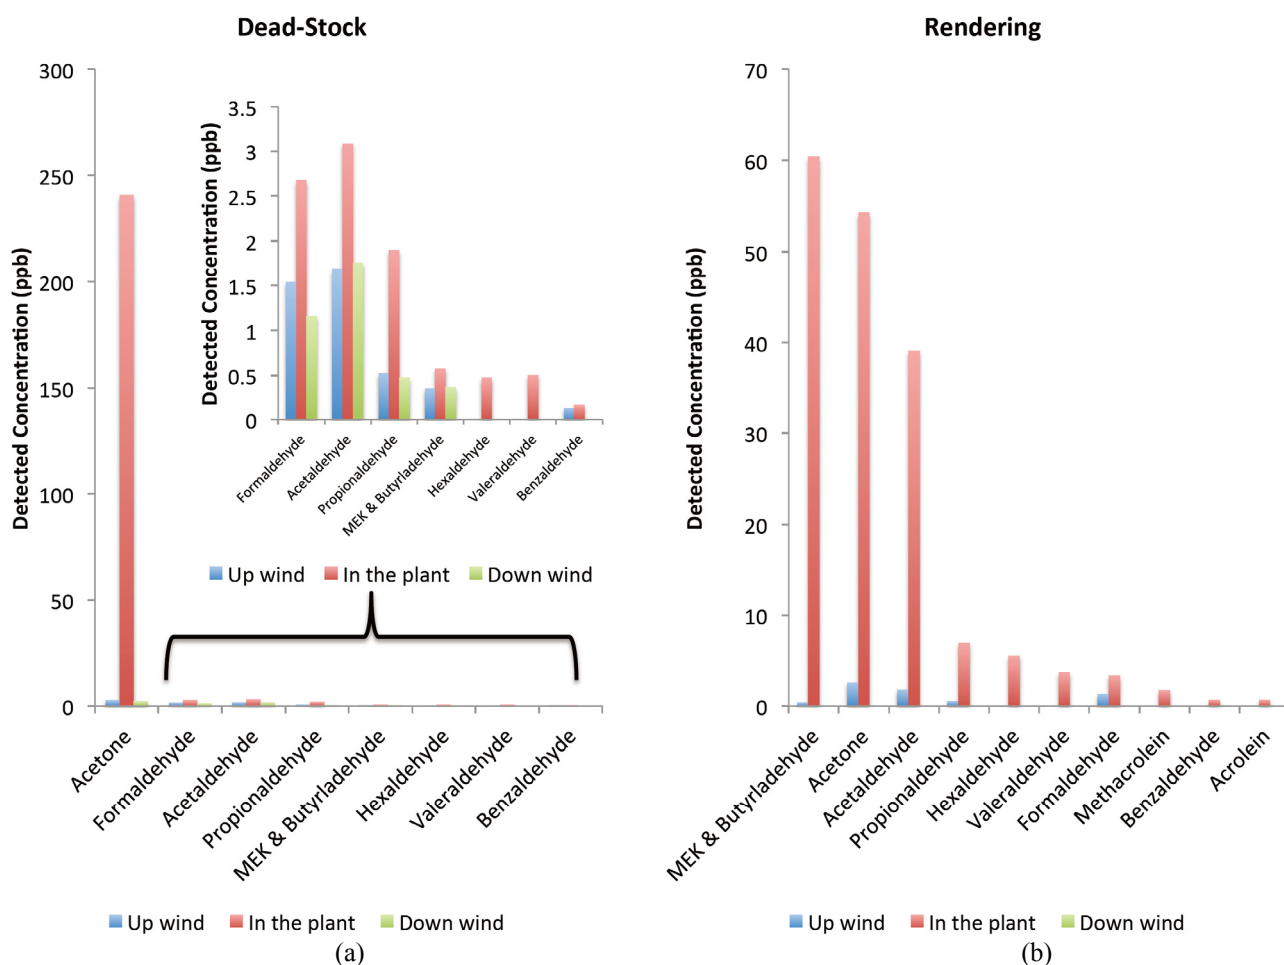 Dead-Stock
Detected Concentration (ppb)
300
250
200
150
100
50
0
Detected Concentration (ppb)
3.5
3
2.5
2
1.5
1
0.5
0
Formaldehyde
Acetaldehyde
Propionaldehyde
MEK & Butyrladehyde
Hexaldehyde
Valeraldehyde
Benzaldehyde
Up wind In the plant Down wind
Acetone
Formaldehyde
Acetaldehyde
Propionaldehyde
MEK & Butyrladehyde
Hexaldehyde
Valeraldehyde
Benzaldehyde
Up wind In the plant Down wind
(a)
Rendering
Detected Concentration (ppb)
70
60
50
40
30
20
10
0
MEK & Butyrladehyde
Acetone
Acetaldehyde
Propionaldehyde
Hexaldehyde
Valeraldehyde
Formaldehyde
Methacrolein
Benzaldehyde
Acrolein
Up wind In the plant Down wind
(b)